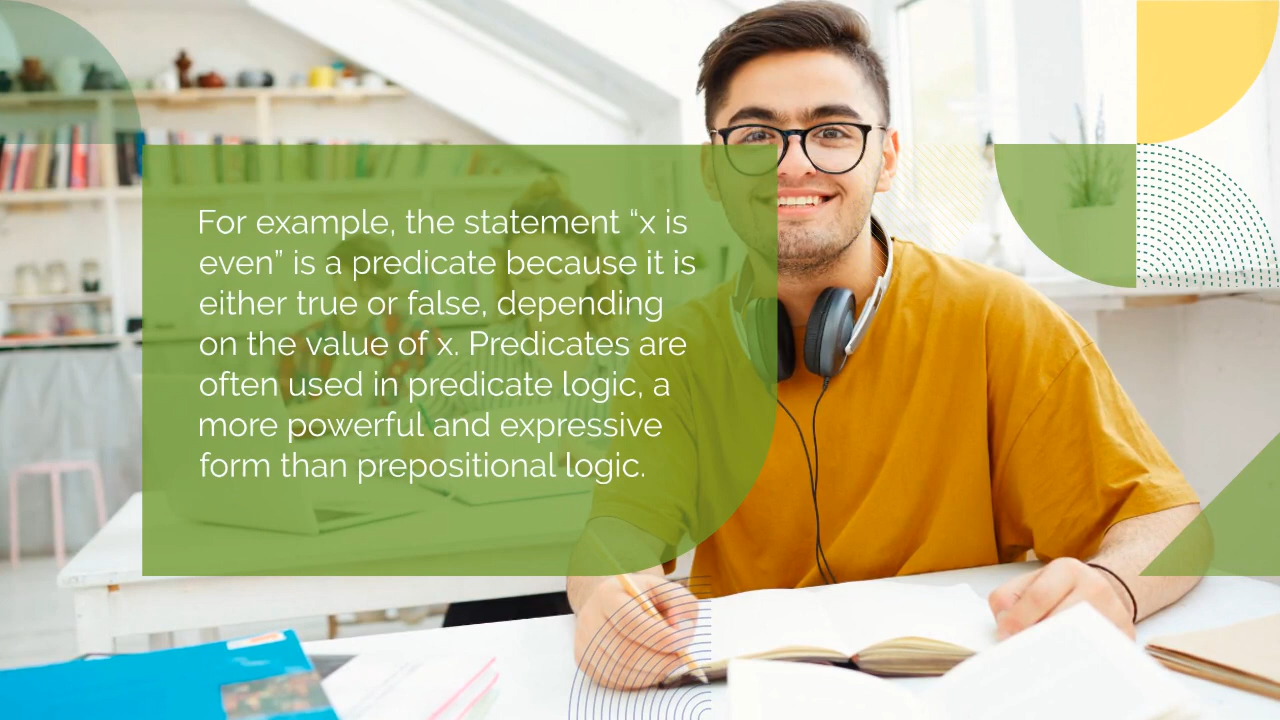 For example, the statement “x is
even” is a predicate because it is
either true or false, depending
on the value of x. Predicates are
often used in predicate logic, a
more powerful and expressive
form than prepositional logic.